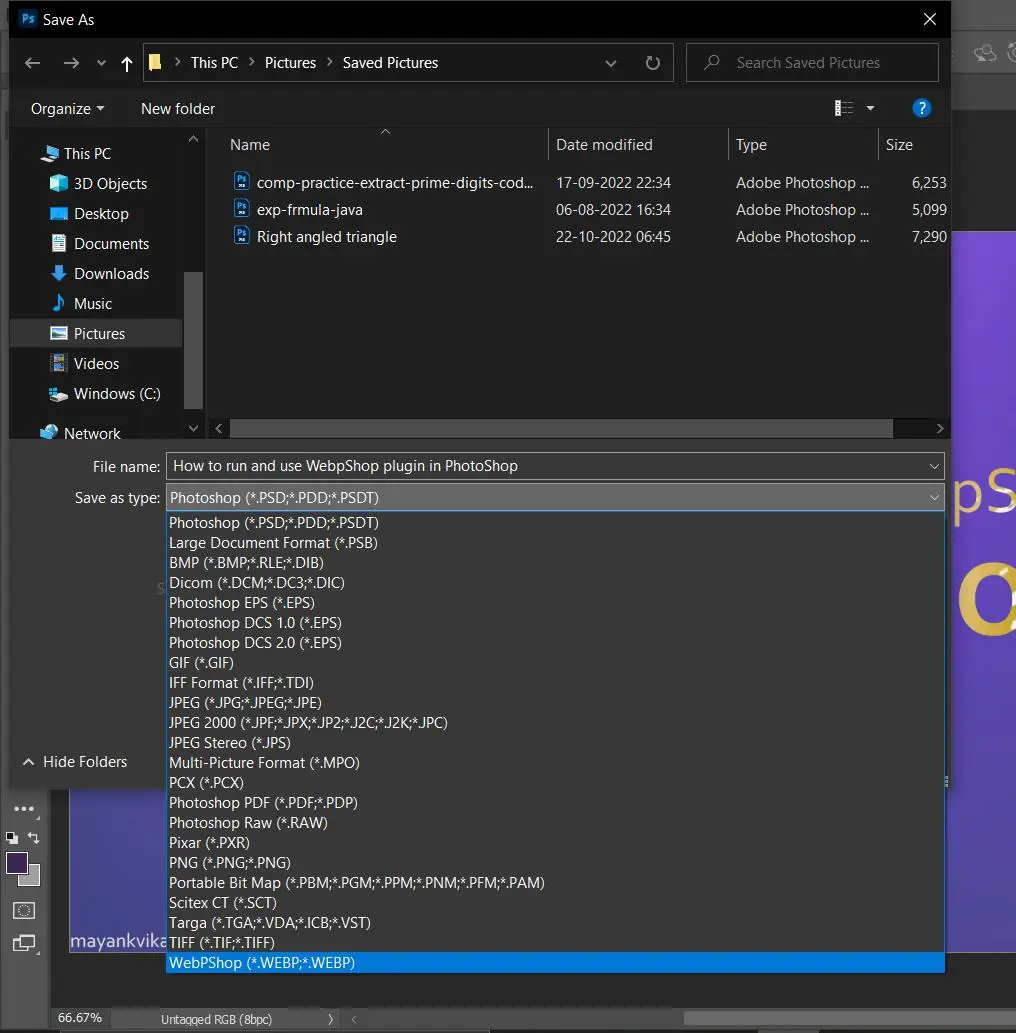 Ps Save As
This PC > Pictures > Saved Pictures
Search Saved Pictures
Organize
New folder
?
This PC
3D Objects
Desktop
Documents
Downloads
Music
Pictures
Videos
Windows (C:)
Network
Name Date modified Type Size
comp-practice-extract-prime-digits-cod... 17-09-2022 22:34 Adobe Photoshop ... 6,253
exp-frmula-java 06-08-2022 16:34 Adobe Photoshop ... 5,099
Right angled triangle 22-10-2022 06:45 Adobe Photoshop ... 7,290
File name: How to run and use WebpShop plugin in PhotoShop
Save as type: Photoshop (*.PSD;*.PDD;*.PSDT)
Photoshop (*.PSD;*.PDD;*.PSDT)
Large Document Format (*.PSB)
BMP (*.BMP;*.RLE;*.DIB)
Dicom (*.DCM;*.DC3;*.DIC)
Photoshop EPS (*.EPS)
Photoshop DCS 1.0 (*.EPS)
Photoshop DCS 2.0 (*.EPS)
GIF (*.GIF)
IFF Format (*.IFF;*.TDI)
JPEG (*.JPG;*.JPEG;*.JPE)
JPEG 2000 (*.JPF;*.JPX;*.JP2;*.J2C;*.J2K;*.JPC)
JPEG Stereo (*.JPS)
Multi-Picture Format (*.MPO)
PCX (*.PCX)
Photoshop PDF (*.PDF;*.PDP)
Photoshop Raw (*.RAW)
Pixar (*.PXR)
PNG (*.PNG;*.PNG)
Portable Bit Map (*.PBM;*.PGM;*.PPM;*.PNM;*.PFM;*.PAM)
Scitex CT (*.SCT)
Targa (*.TGA;*.VDA;*.ICB;*.VST)
TIFF (*.TIF;*.TIFF)
WebPShop (*.WEBP;*.WEBP)
Hide Folders
pS
mayankvika
66.67% Untagged RGB (8bpc)